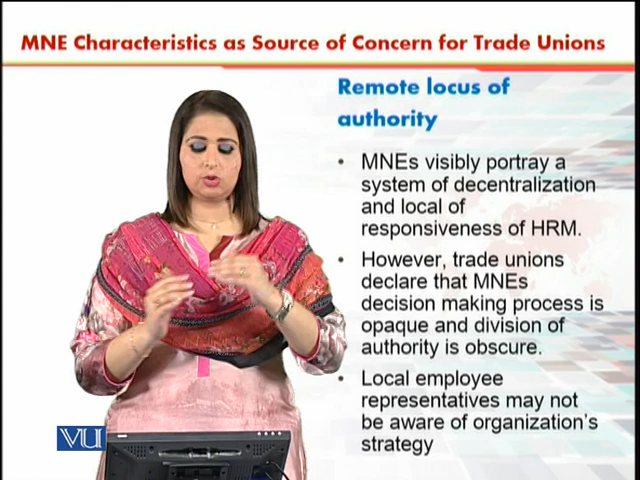 MNE Characteristics as Source of Concern for Trade Unions
Remote locus of
authority
• MNEs visibly portray a
system of decentralization
and local of
responsiveness of HRM.
• However, trade unions
declare that MNEs
decision making process is
opaque and division of
authority is obscure.
• Local employee
representatives may not
be aware of organization's
strategy
VU